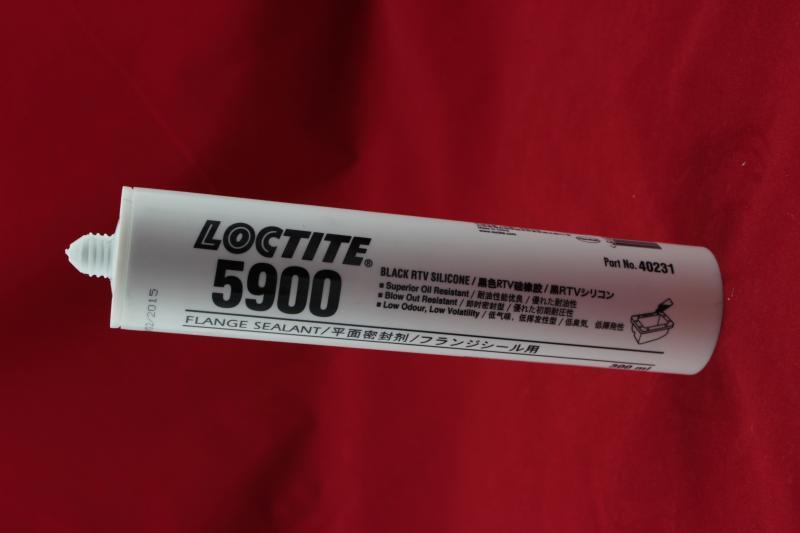 LOCTITE®
5900
BLACK RTV SILICONE / 黑色RTV硅橡胶 / 黒RTVシリコン
■ Superior Oil Resistant / 耐油性能优良 / 優れた耐油性
■ Blow Out Resistant / 即时密封型 / 優れた初期耐圧性
■ Low Odour, Low Volatility / 低气味，低挥发性型 / 低臭気　低揮発性
FLANGE SEALANT/平面密封剂/フランジシール用
Part No. 40231
300 ml
02/2015